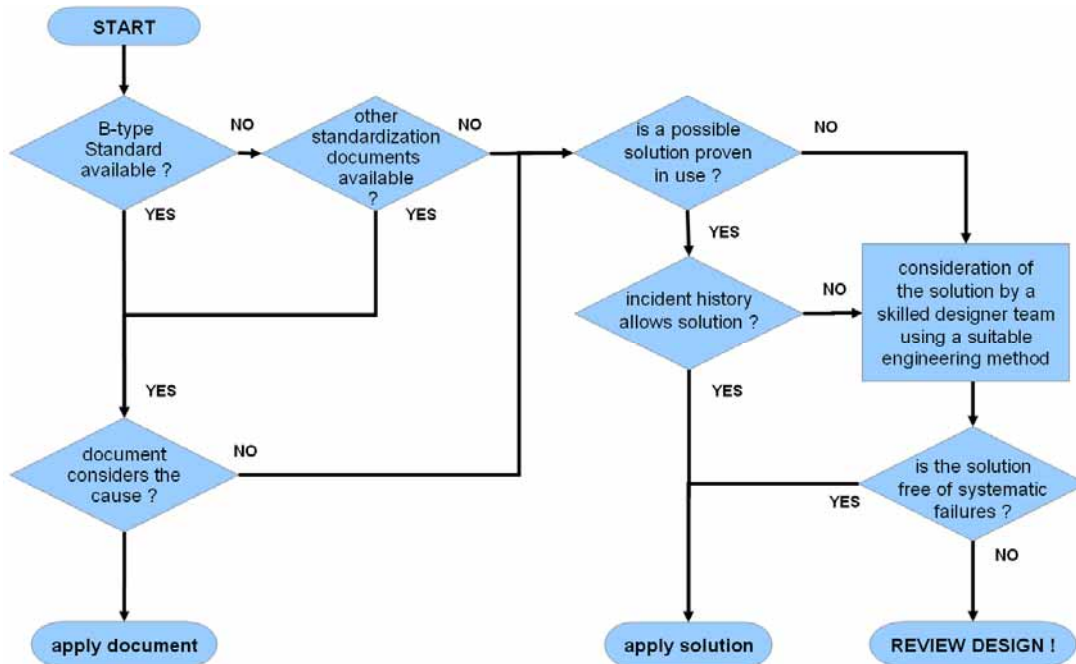 START
B-type
Standard
available ?
NO
YES
other
standardization
documents
available
?
NO
YES
is a possible
solution proven
in use ?
NO
YES
incident history
allows solution ?
NO
YES
consideration of
the solution by a
skilled designer team
using a suitable
engineering method
YES
document
considers the
cause ?
NO
is the solution
free of systematic
failures ?
YES
NO
apply document
apply solution
REVIEW DESIGN !